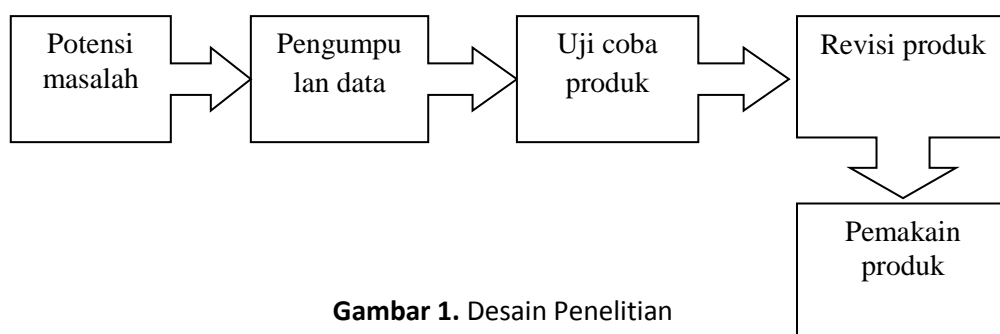 Potensi
masalah
Pengumpu
lan data
Uji coba
produk
Revisi produk
Pemakain
produk
Gambar 1. Desain Penelitian